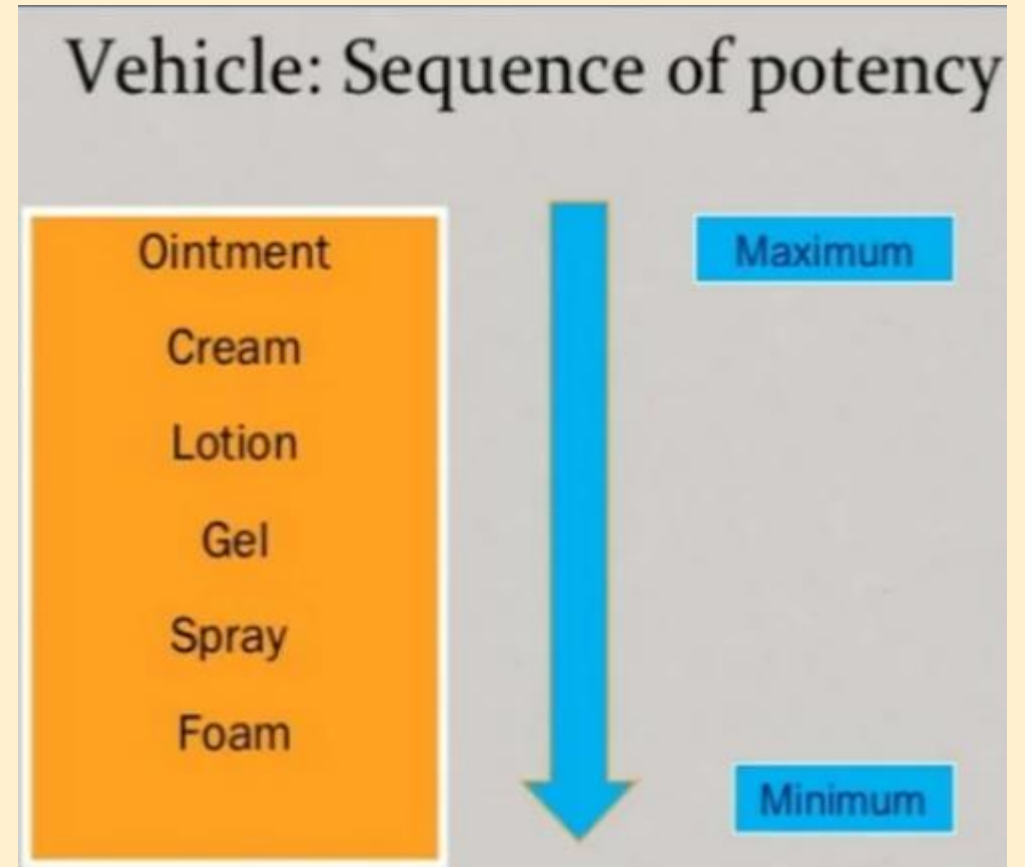 Vehicle: Sequence of potency
Ointment
Cream
Lotion
Gel
Spray
Foam
Maximum
Minimum